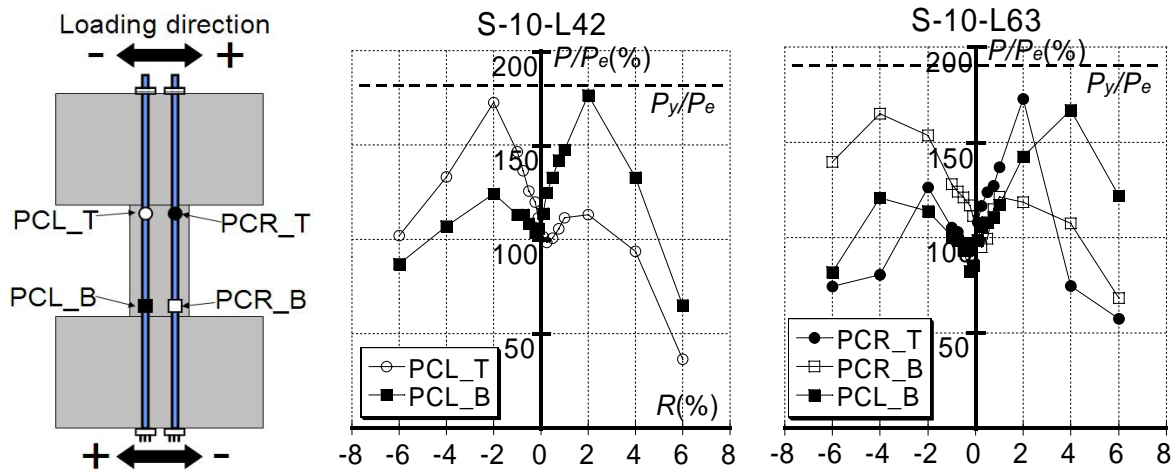 Loading direction
- +
PCL_T PCR_T
PCL_B PCR_B
+ -
S-10-L42
P/Pe(%)
200
Py/Pe
150
100
50
PCL_T
PCL_B
R(%)
-8 -6 -4 -2 0 2 4 6 8
S-10-L63
P/Pe(%)
200
Py/Pe
150
100
50
PCR_T
PCR_B
PCL_B
-8 -6 -4 -2 0 2 4 6 8